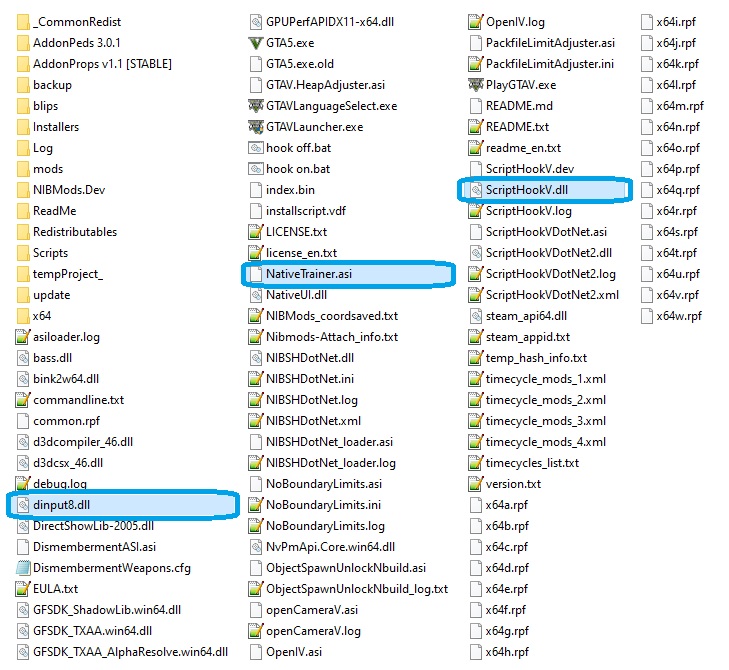 _CommonRedist
AddonPeds 3.0.1
AddonProps v1.1 [STABLE]
backup
blips
Installers
Log
mods
NIBMods.Dev
ReadMe
Redistributables
Scripts
tempProject_
update
x64
asiloader.log
bass.dll
bink2w64.dll
commandline.txt
common.rpf
d3dcompiler_46.dll
d3dcsx_46.dll
debug.log
dinput8.dll
DirectShowLib-2005.dll
DismembermentASI.asi
DismembermentWeapons.cfg
EULA.txt
GFSDK_ShadowLib.win64.dll
GFSDK_TXAA.win64.dll
GFSDK_TXAA_AlphaResolve.win64.dll
GPUPerfAPIDX11-x64.dll
GTA5.exe
GTA5.exe.old
GTAV.HeapAdjuster.asi
GTAVLanguageSelect.exe
GTAVLauncher.exe
hook off.bat
hook on.bat
index.bin
installscript.vdf
LICENSE.txt
license_en.txt
NativeTrainer.asi
NativeUI.dll
NIBMods_coordsaved.txt
Nibmods-Attach_info.txt
NIBSHDotNet.dll
NIBSHDotNet.ini
NIBSHDotNet.log
NIBSHDotNet.xml
NIBSHDotNet_loader.asi
NIBSHDotNet_loader.log
NoBoundaryLimits.asi
NoBoundaryLimits.ini
NoBoundaryLimits.log
NvPmApi.Core.win64.dll
ObjectSpawnUnlockNbuild.asi
ObjectSpawnUnlockNbuild_log.txt
openCameraV.asi
openCameraV.log
OpenIV.asi
OpenIV.log
PackfileLimitAdjuster.asi
PackfileLimitAdjuster.ini
PlayGTAV.exe
README.md
README.txt
readme_en.txt
ScriptHookV.dev
ScriptHookV.dll
ScriptHookV.log
ScriptHookVDotNet.asi
ScriptHookVDotNet2.dll
ScriptHookVDotNet2.log
ScriptHookVDotNet2.xml
steam_api64.dll
steam_appid.txt
temp_hash_info.txt
timecycle_mods_1.xml
timecycle_mods_2.xml
timecycle_mods_3.xml
timecycle_mods_4.xml
timecycles_list.txt
version.txt
x64a.rpf
x64b.rpf
x64c.rpf
x64d.rpf
x64e.rpf
x64f.rpf
x64g.rpf
x64h.rpf
x64i.rpf
x64j.rpf
x64k.rpf
x64l.rpf
x64m.rpf
x64n.rpf
x64o.rpf
x64p.rpf
x64q.rpf
x64r.rpf
x64s.rpf
x64t.rpf
x64u.rpf
x64v.rpf
x64w.rpf